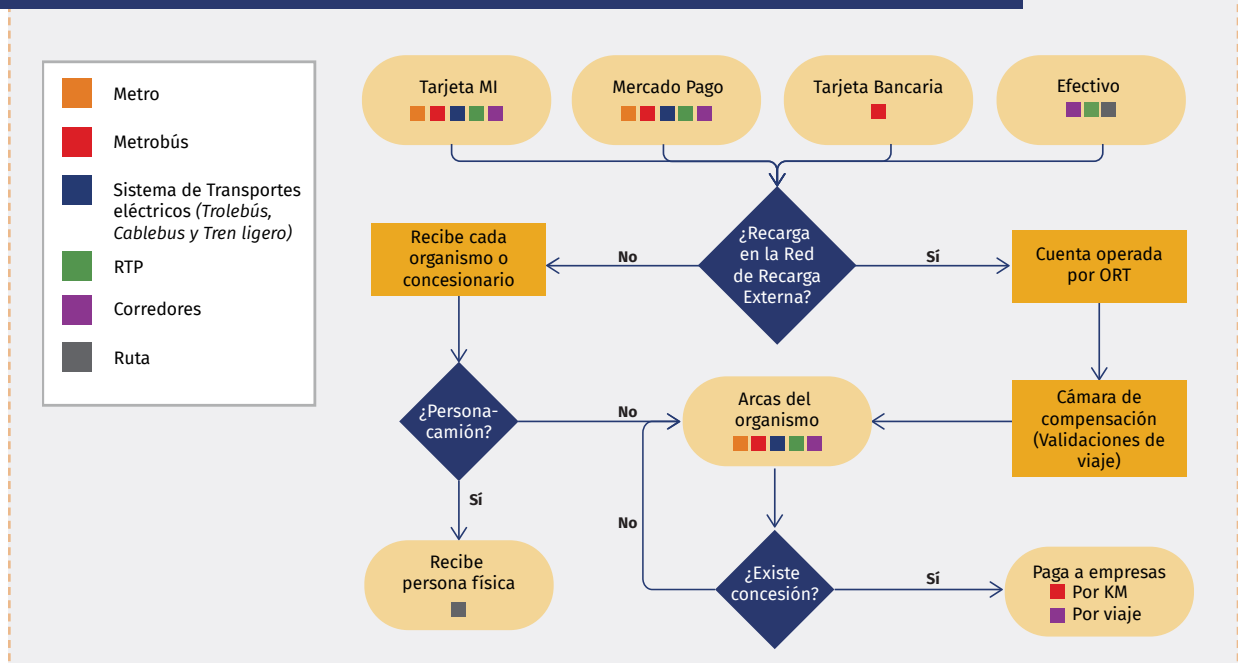 Metro
Metrobús
Sistema de Transportes
eléctricos (Trolebús,
Cablebus y Tren ligero)
RTP
Corredores
Ruta
Tarjeta MI
Mercado Pago
Tarjeta Bancaria
Efectivo
¿Recarga
en la Red
de Recarga
Externa?
No
Sí
Recibe cada
organismo o
concesionario
Cuenta operada
por ORT
¿Persona-
camión?
No
Sí
Arcas del
organismo
Cámara de
compensación
(Validaciones de
viaje)
Recibe
persona física
No
¿Existe
concesión?
Sí
Paga a empresas
Por KM
Por viaje